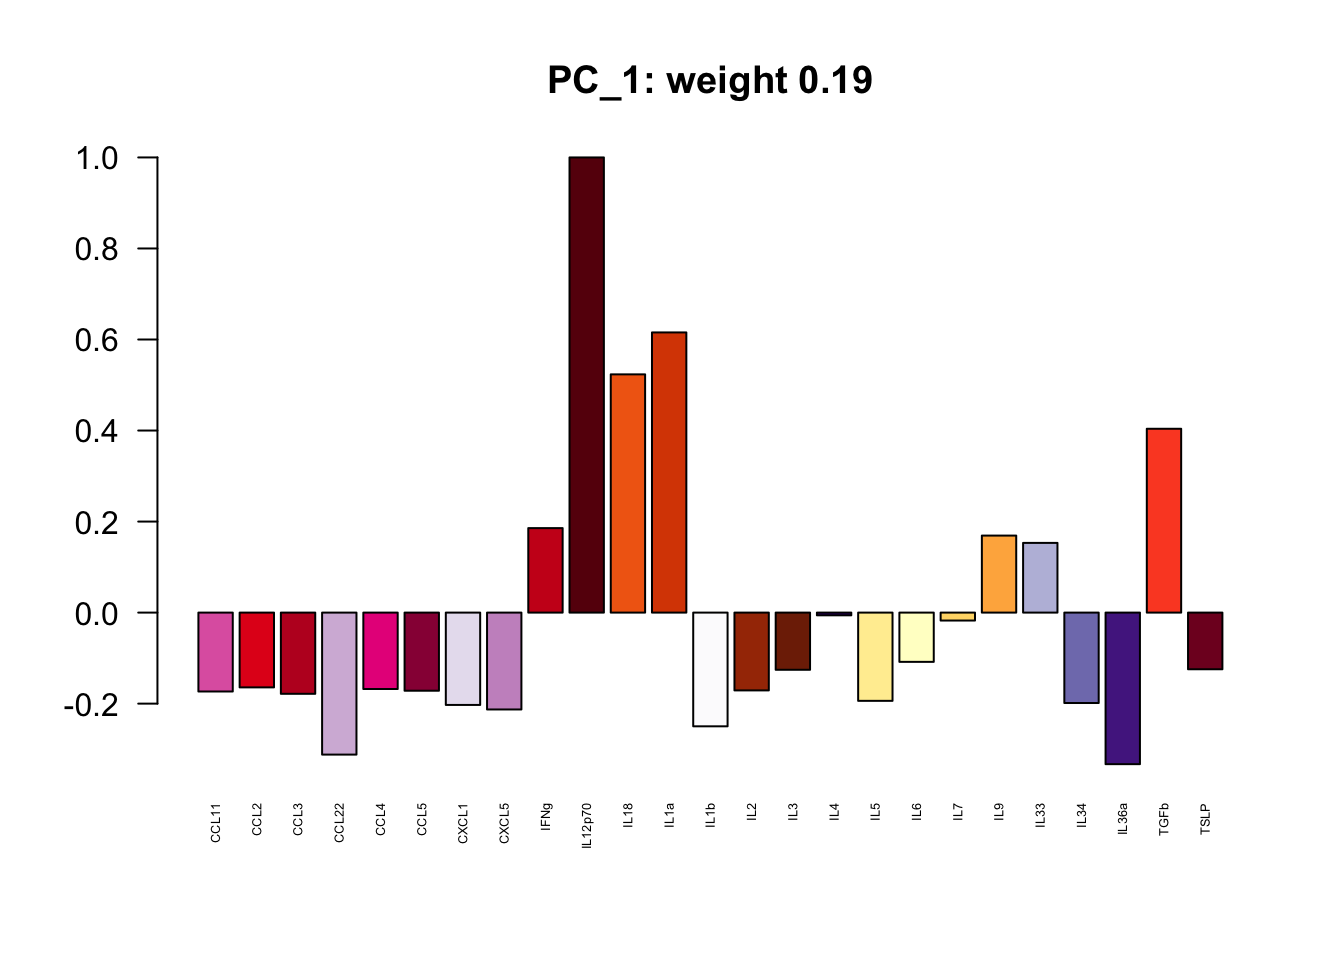 PC_1: weight 0.19
1.0
0.8
0.6
0.4
0.2
0.0
-0.2
CCL11
CCL2
CCL3
CCL22
CCL4
CCL5
CXCL1
CXCL5
IFNg
IL12p70
IL18
IL1a
IL1b
IL2
IL3
IL4
IL5
IL6
IL7
IL9
IL33
IL34
IL36a
TGFb
TSLP